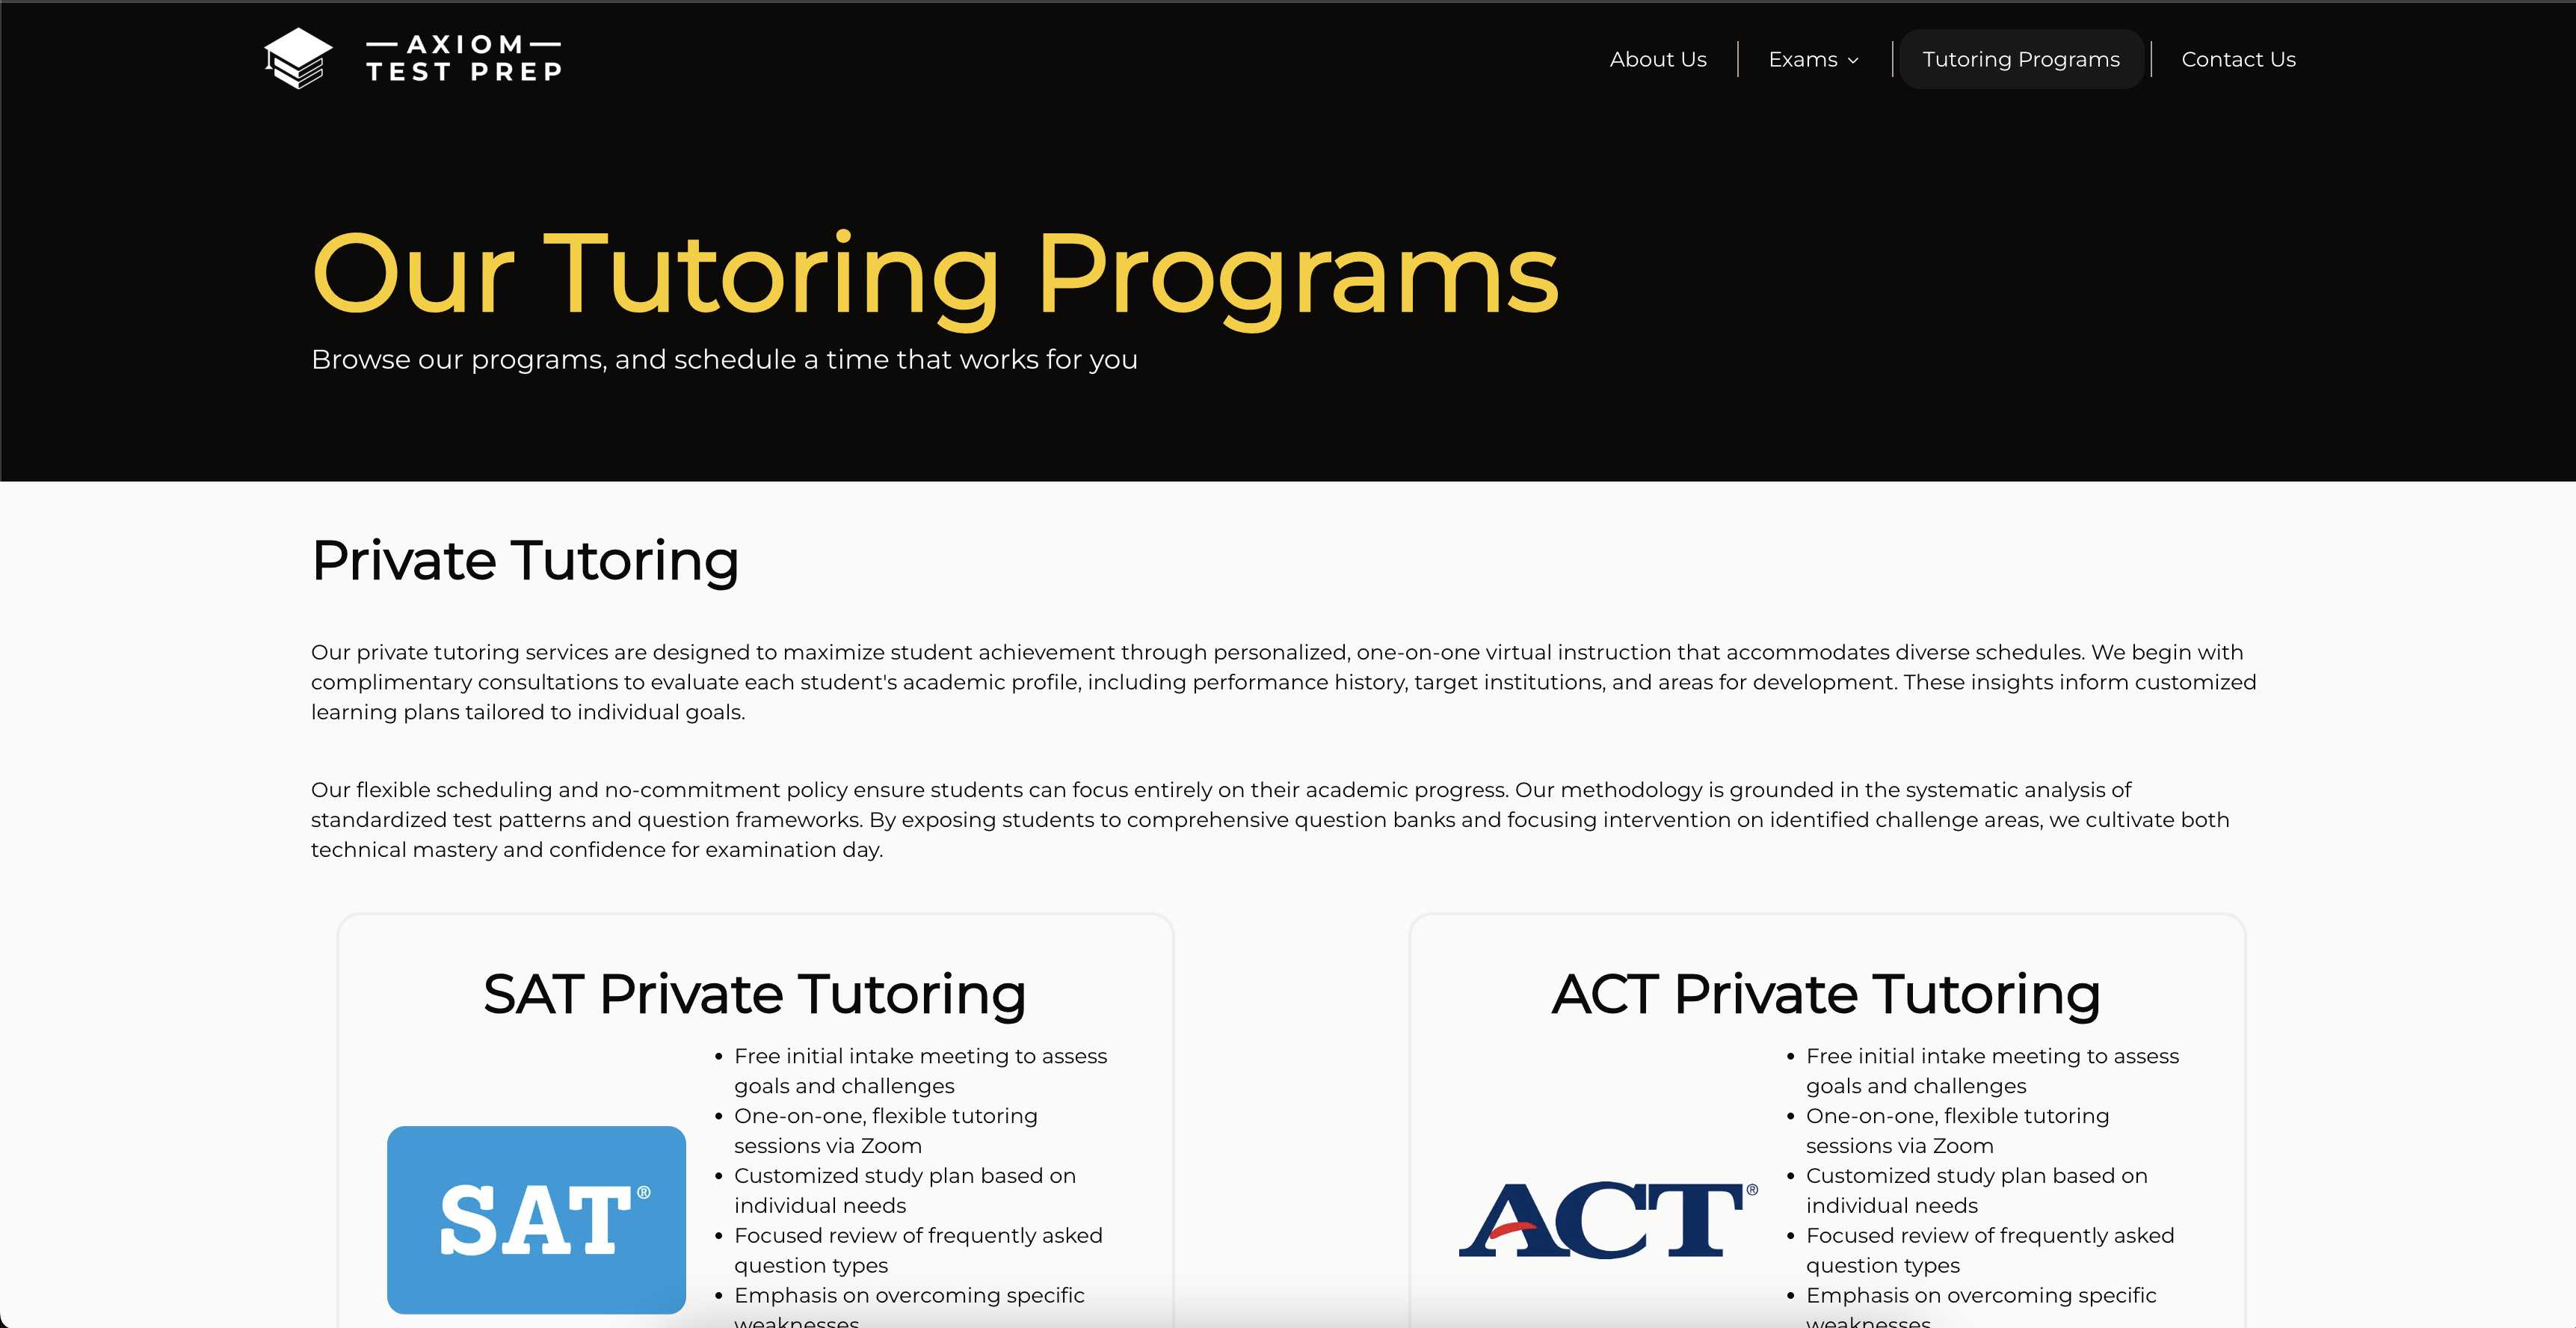 AXIOM
TEST PREP
About Us
Exams
Tutoring Programs
Contact Us
Our Tutoring Programs
Browse our programs, and schedule a time that works for you
Private Tutoring
Our private tutoring services are designed to maximize student achievement through personalized, one-on-one virtual instruction that accommodates diverse schedules. We begin with
complimentary consultations to evaluate each student's academic profile, including performance history, target institutions, and areas for development. These insights inform customized
learning plans tailored to individual goals.
Our flexible scheduling and no-commitment policy ensure students can focus entirely on their academic progress. Our methodology is grounded in the systematic analysis of
standardized test patterns and question frameworks. By exposing students to comprehensive question banks and focusing intervention on identified challenge areas, we cultivate both
technical mastery and confidence for examination day.
SAT Private Tutoring
SAT®
• Free initial intake meeting to assess
goals and challenges
• One-on-one, flexible tutoring
sessions via Zoom
• Customized study plan based on
individual needs
• Focused review of frequently asked
question types
• Emphasis on overcoming specific
weaknesses
ACT Private Tutoring
ACT®
• Free initial intake meeting to assess
goals and challenges
• One-on-one, flexible tutoring
sessions via Zoom
• Customized study plan based on
individual needs
• Focused review of frequently asked
question types
• Emphasis on overcoming specific
weaknesses